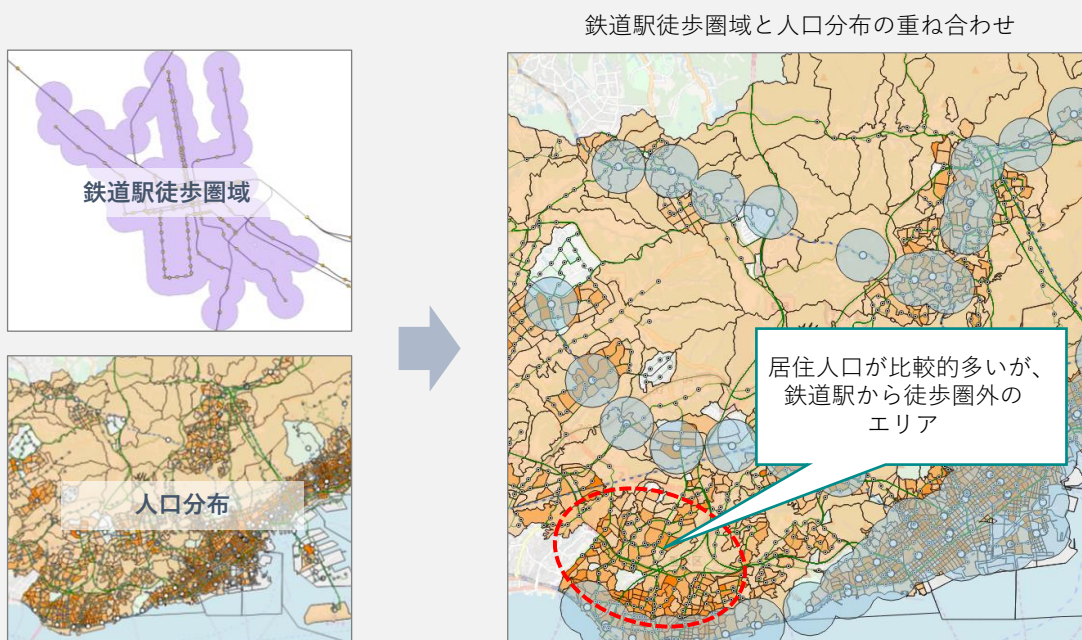 鉄道駅徒歩圏域と人口分布の重ね合わせ
鉄道駅徒歩圏域
人口分布
居住人口が比較的多いが、
鉄道駅から徒歩圏外の
エリア